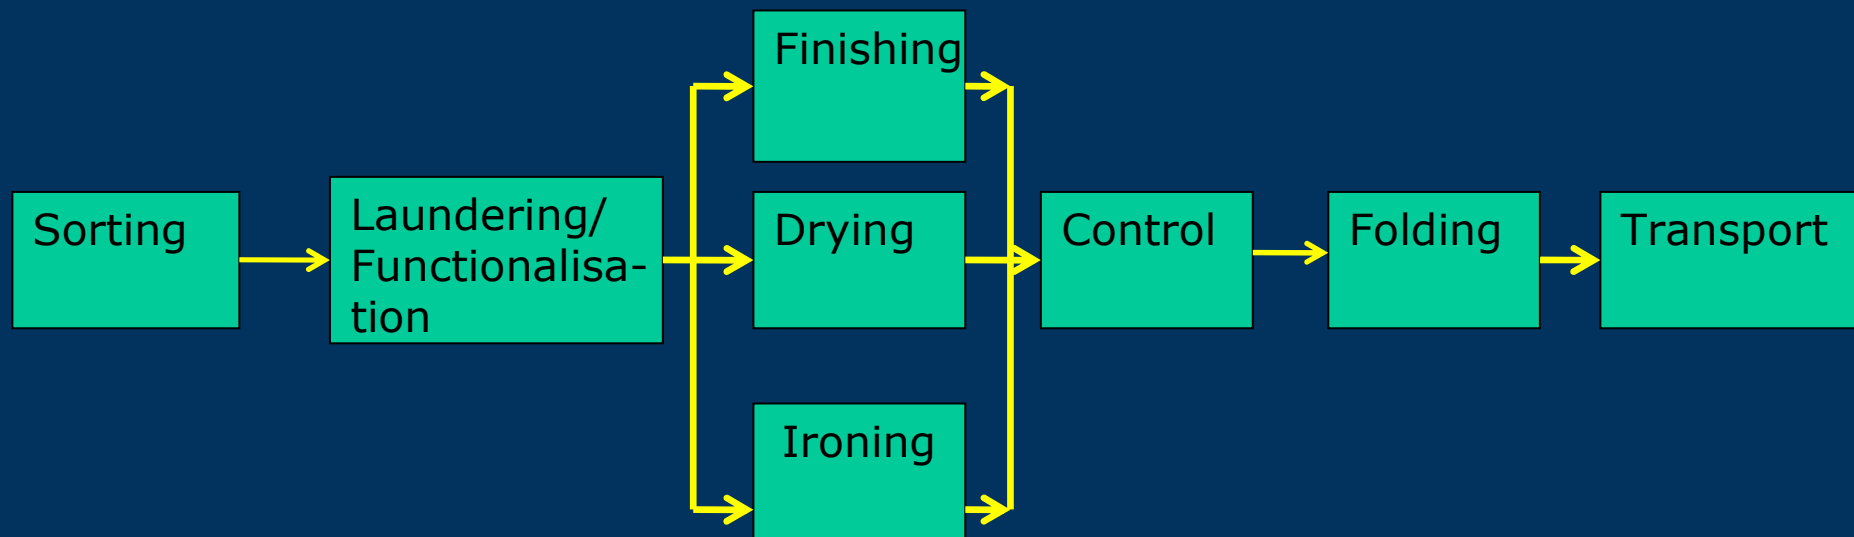 Sorting
Laundering/
Functionalisa-
tion
Finishing
Drying
Ironing
Control
Folding
Transport